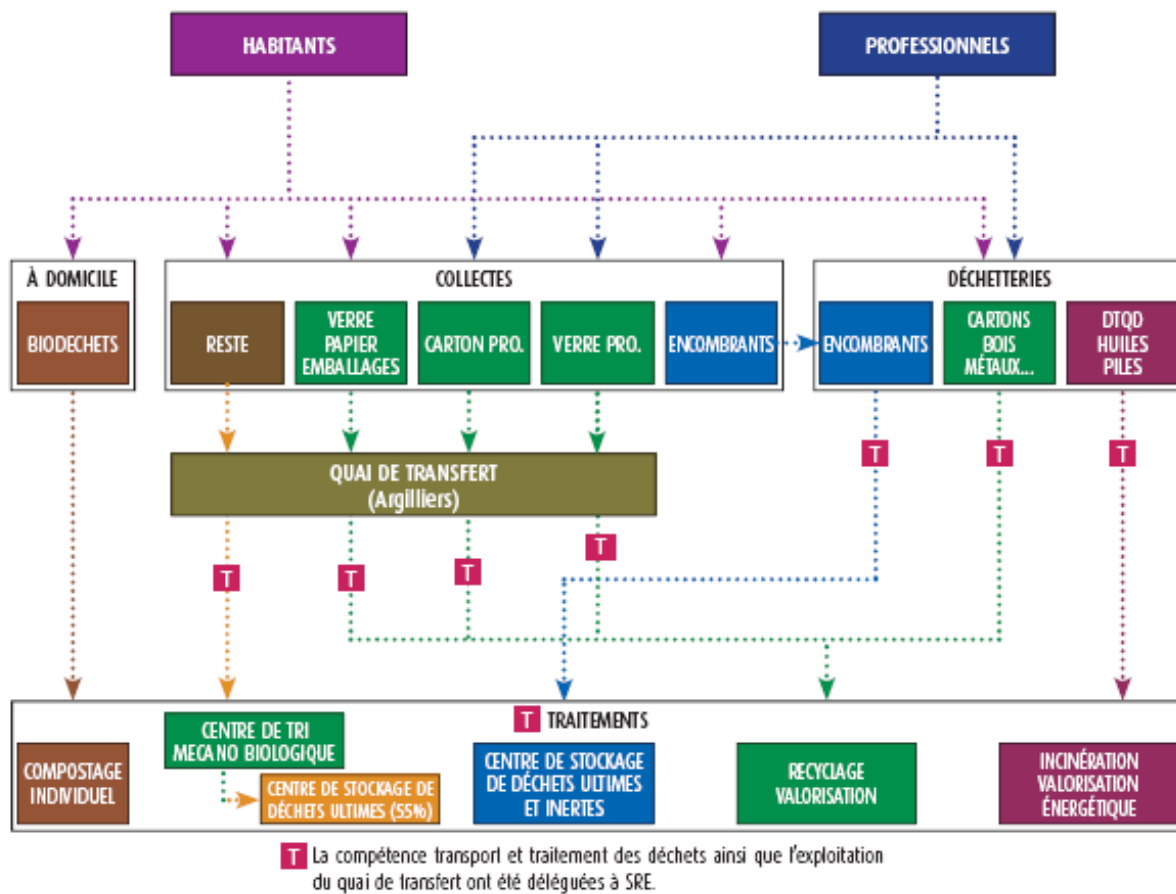 HABITANTS
PROFESSIONNELS
À DOMICILE
COLLECTES
DÉCHETTERIES
BIODECHETS
RESTE
VERRE
PAPIER
EMBALLAGES
CARTON PRO.
VERRE PRO.
ENCOMBRANTS
ENCOMBRANTS
CARTONS
BOIS
MÉTAUX...
DTQD
HUILES
PILES
T
T
T
QUAI DE TRANSFERT
(Argilliers)
T
T
T
T
T TRAITEMENTS
COMPOSTAGE
INDIVIDUEL
CENTRE DE TRI
MECANO BIOLOGIQUE
CENTRE DE STOCKAGE DE
DÉCHETS ULTIMES (55%)
CENTRE DE STOCKAGE
DE DÉCHETS ULTIMES
ET INERTES
RECYCLAGE
VALORISATION
INCINÉRATION
VALORISATION
ÉNERGÉTIQUE
T La compétence transport et traitement des déchets ainsi que l'exploitation
du quai de transfert ont été déléguées à SRE.